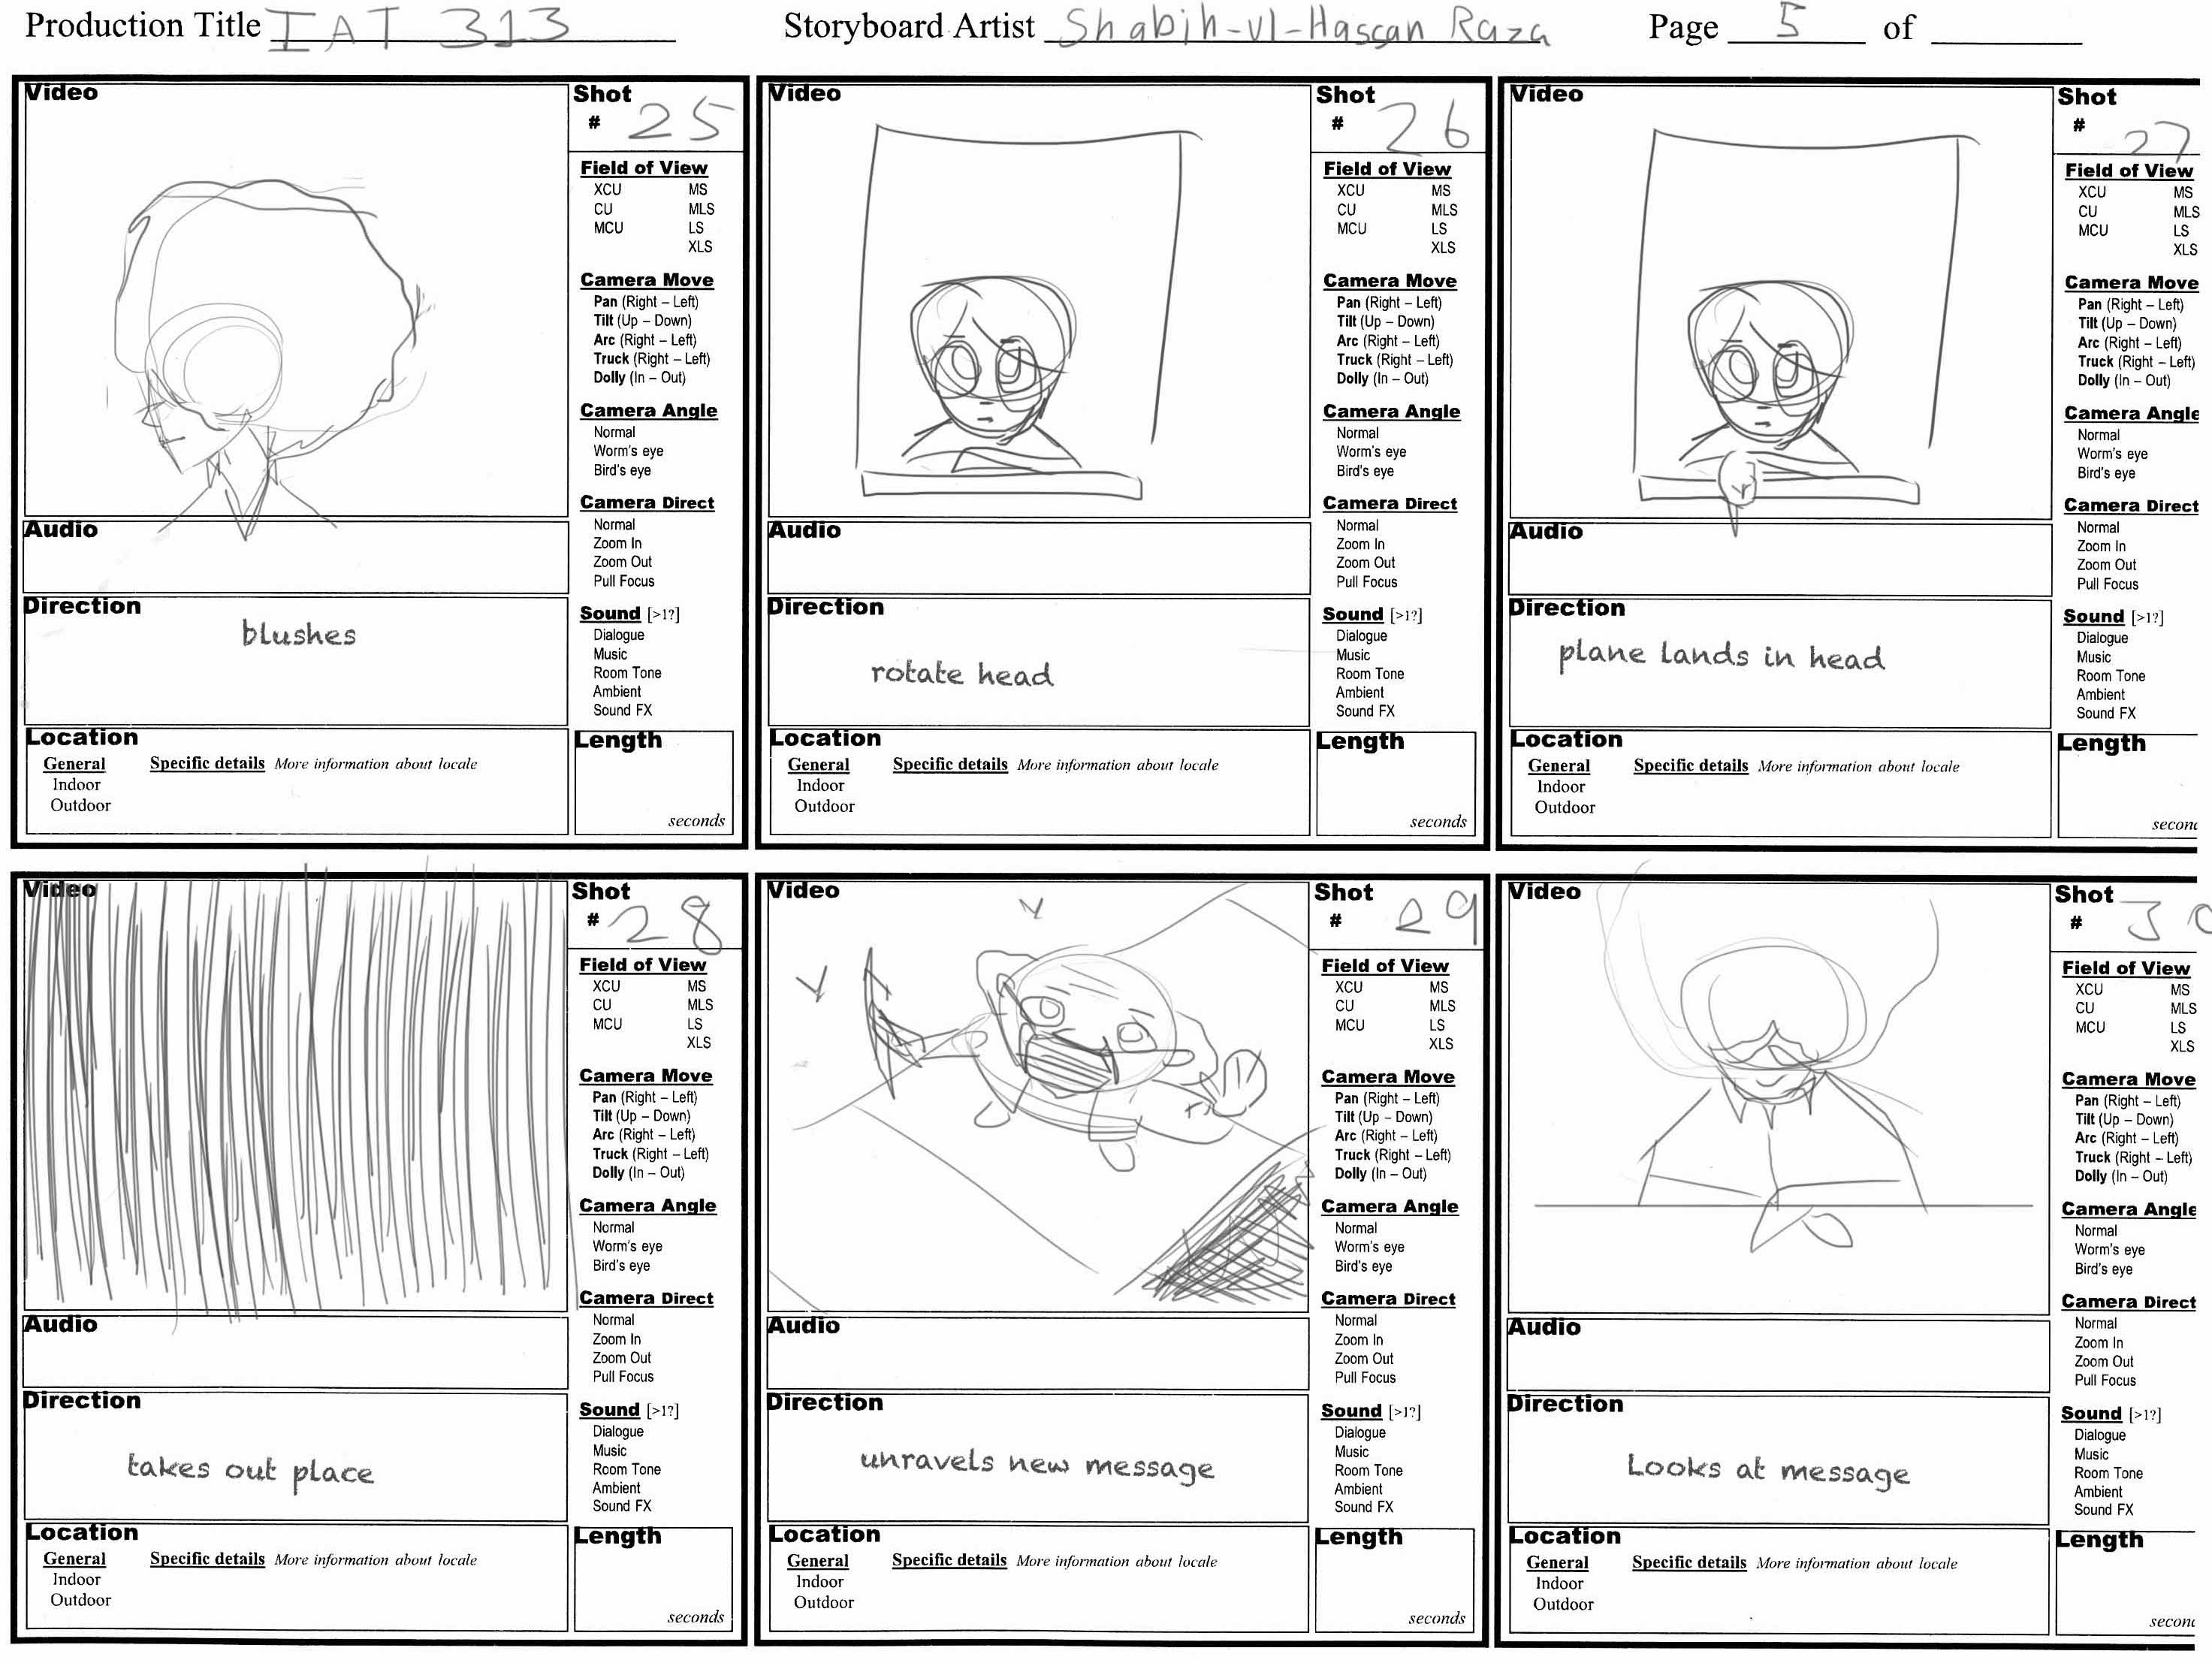 Production Title IAT 313 Storyboard Artist Shabih-ul-Hassan Raza Page 5 of
Video
Shot
# 25
Field of View
XCU MS
CU MLS
MCU LS
XLS
Camera Move
Pan (Right – Left)
Tilt (Up – Down)
Arc (Right – Left)
Truck (Right – Left)
Dolly (In – Out)
Camera Angle
Normal
Worm's eye
Bird's eye
Camera Direct
Normal
Zoom In
Zoom Out
Pull Focus
Audio
Direction
blushes
Sound [>1?]
Dialogue
Music
Room Tone
Ambient
Sound FX
Location
General Specific details More information about locale
Indoor
Outdoor
Length
seconds
Video
Shot
# 26
Field of View
XCU MS
CU MLS
MCU LS
XLS
Camera Move
Pan (Right – Left)
Tilt (Up – Down)
Arc (Right – Left)
Truck (Right – Left)
Dolly (In – Out)
Camera Angle
Normal
Worm's eye
Bird's eye
Camera Direct
Normal
Zoom In
Zoom Out
Pull Focus
Audio
Direction
rotate head
Sound [>1?]
Dialogue
Music
Room Tone
Ambient
Sound FX
Location
General Specific details More information about locale
Indoor
Outdoor
Length
seconds
Video
Shot
# 27
Field of View
XCU MS
CU MLS
MCU LS
XLS
Camera Move
Pan (Right – Left)
Tilt (Up – Down)
Arc (Right – Left)
Truck (Right – Left)
Dolly (In – Out)
Camera Angle
Normal
Worm's eye
Bird's eye
Camera Direct
Normal
Zoom In
Zoom Out
Pull Focus
Audio
Direction
plane lands in head
Sound [>1?]
Dialogue
Music
Room Tone
Ambient
Sound FX
Location
General Specific details More information about locale
Indoor
Outdoor
Length
secon
Video
Shot
# 28
Field of View
XCU MS
CU MLS
MCU LS
XLS
Camera Move
Pan (Right – Left)
Tilt (Up – Down)
Arc (Right – Left)
Truck (Right – Left)
Dolly (In – Out)
Camera Angle
Normal
Worm's eye
Bird's eye
Camera Direct
Normal
Zoom In
Zoom Out
Pull Focus
Audio
Direction
takes out place
Sound [>1?]
Dialogue
Music
Room Tone
Ambient
Sound FX
Location
General Specific details More information about locale
Indoor
Outdoor
Length
seconds
Video
Shot
# 29
Field of View
XCU MS
CU MLS
MCU LS
XLS
Camera Move
Pan (Right – Left)
Tilt (Up – Down)
Arc (Right – Left)
Truck (Right – Left)
Dolly (In – Out)
Camera Angle
Normal
Worm's eye
Bird's eye
Camera Direct
Normal
Zoom In
Zoom Out
Pull Focus
Audio
Direction
unravels new message
Sound [>1?]
Dialogue
Music
Room Tone
Ambient
Sound FX
Location
General Specific details More information about locale
Indoor
Outdoor
Length
seconds
Video
Shot
# 30
Field of View
XCU MS
CU MLS
MCU LS
XLS
Camera Move
Pan (Right – Left)
Tilt (Up – Down)
Arc (Right – Left)
Truck (Right – Left)
Dolly (In – Out)
Camera Angle
Normal
Worm's eye
Bird's eye
Camera Direct
Normal
Zoom In
Zoom Out
Pull Focus
Audio
Direction
Looks at message
Sound [>1?]
Dialogue
Music
Room Tone
Ambient
Sound FX
Location
General Specific details More information about locale
Indoor
Outdoor
Length
secon